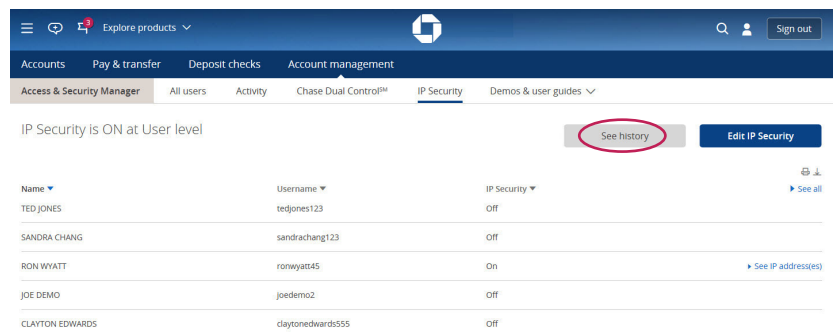 3 Explore products Sign out
Accounts Pay & transfer Deposit checks Account management
Access & Security Manager All users Activity Chase Dual Control℠ IP Security Demos & user guides
IP Security is ON at User level See history Edit IP Security
See all
Name Username IP Security
TED JONES tedjones123 Off
SANDRA CHANG sandrachang123 Off
RON WYATT ronwyatt45 On See IP address(es)
JOE DEMO joedemo2 Off
CLAYTON EDWARDS claytonedwards555 Off